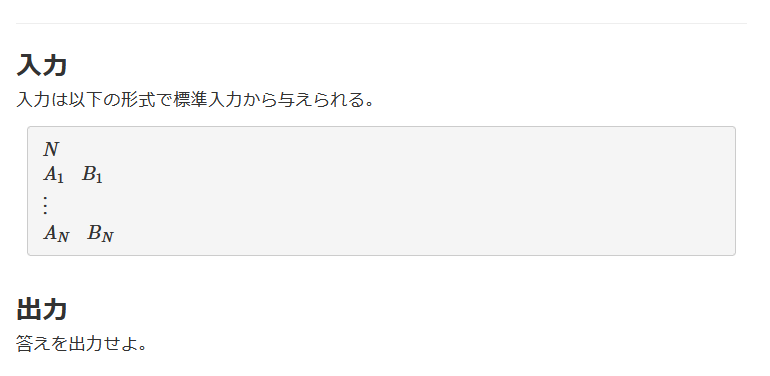 入力
入力は以下の形式で標準入力から与えられる。
N
A_1 B_1
⋮
A_N B_N
出力
答えを出力せよ。